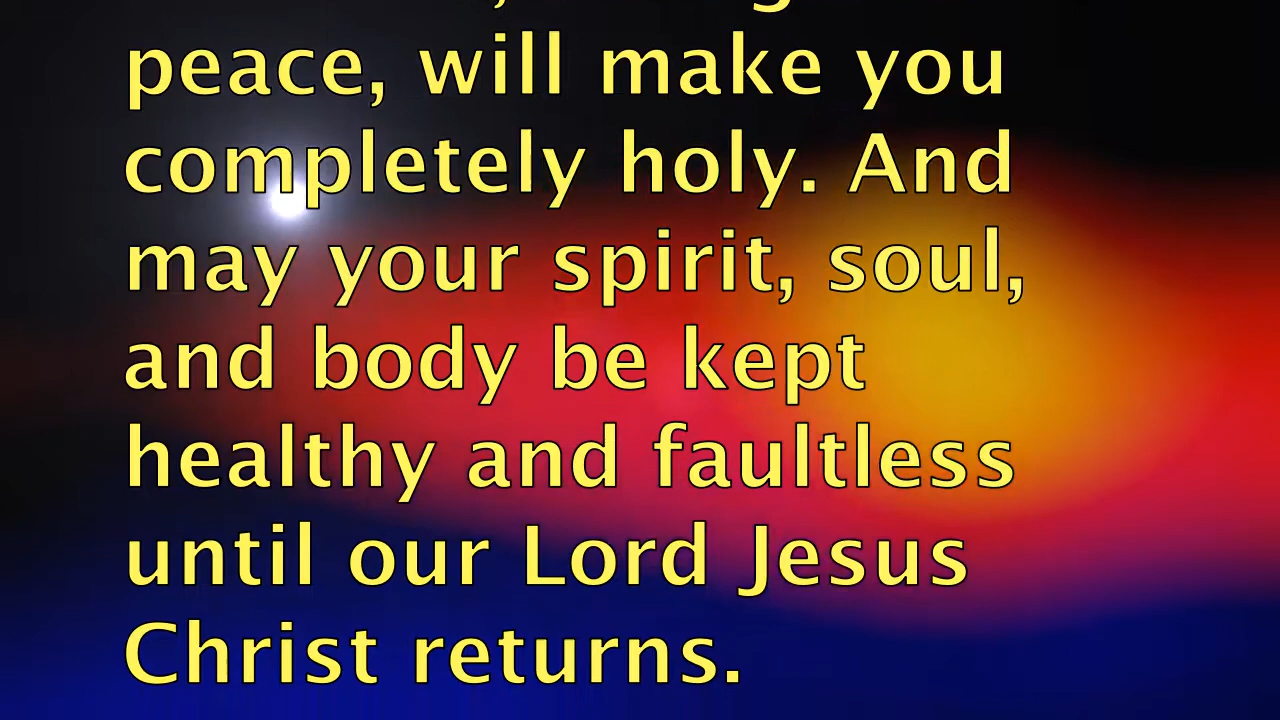 peace, will make you
completely holy. And
may your spirit, soul,
and body be kept
healthy and faultless
until our Lord Jesus
Christ returns.